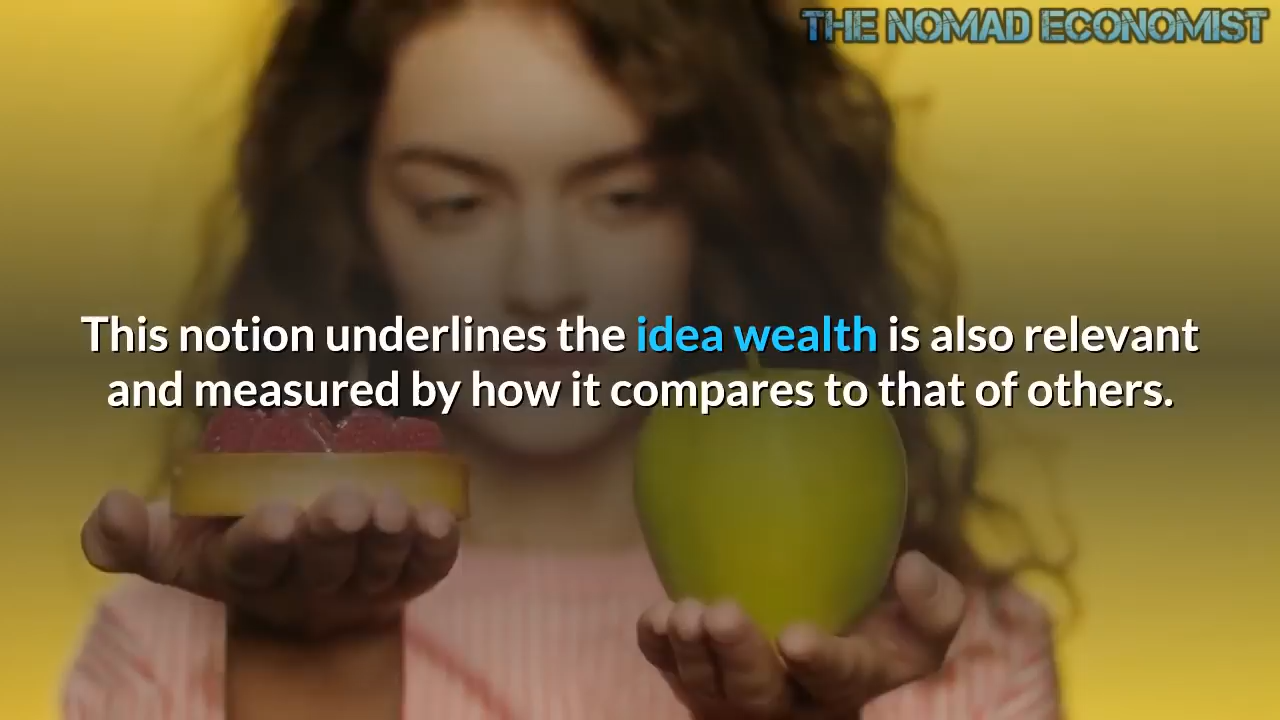 THE NOMAD ECONOMIST
This notion underlines the idea wealth is also relevant
and measured by how it compares to that of others.